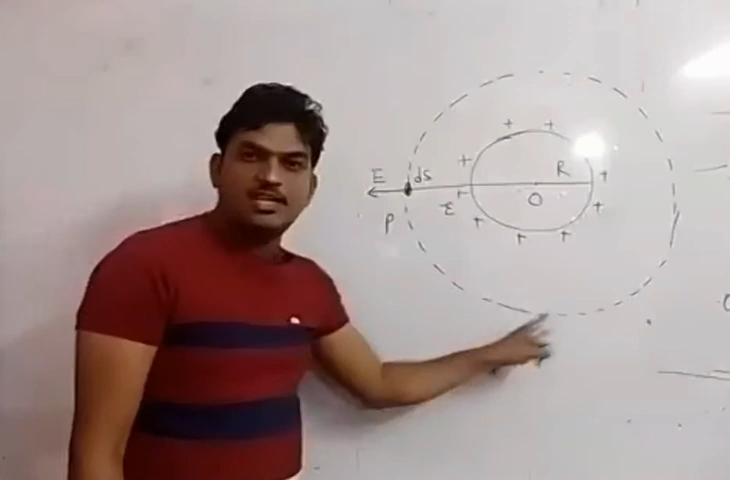 + +
+ R +
E ds
+ O +
P ε + + +